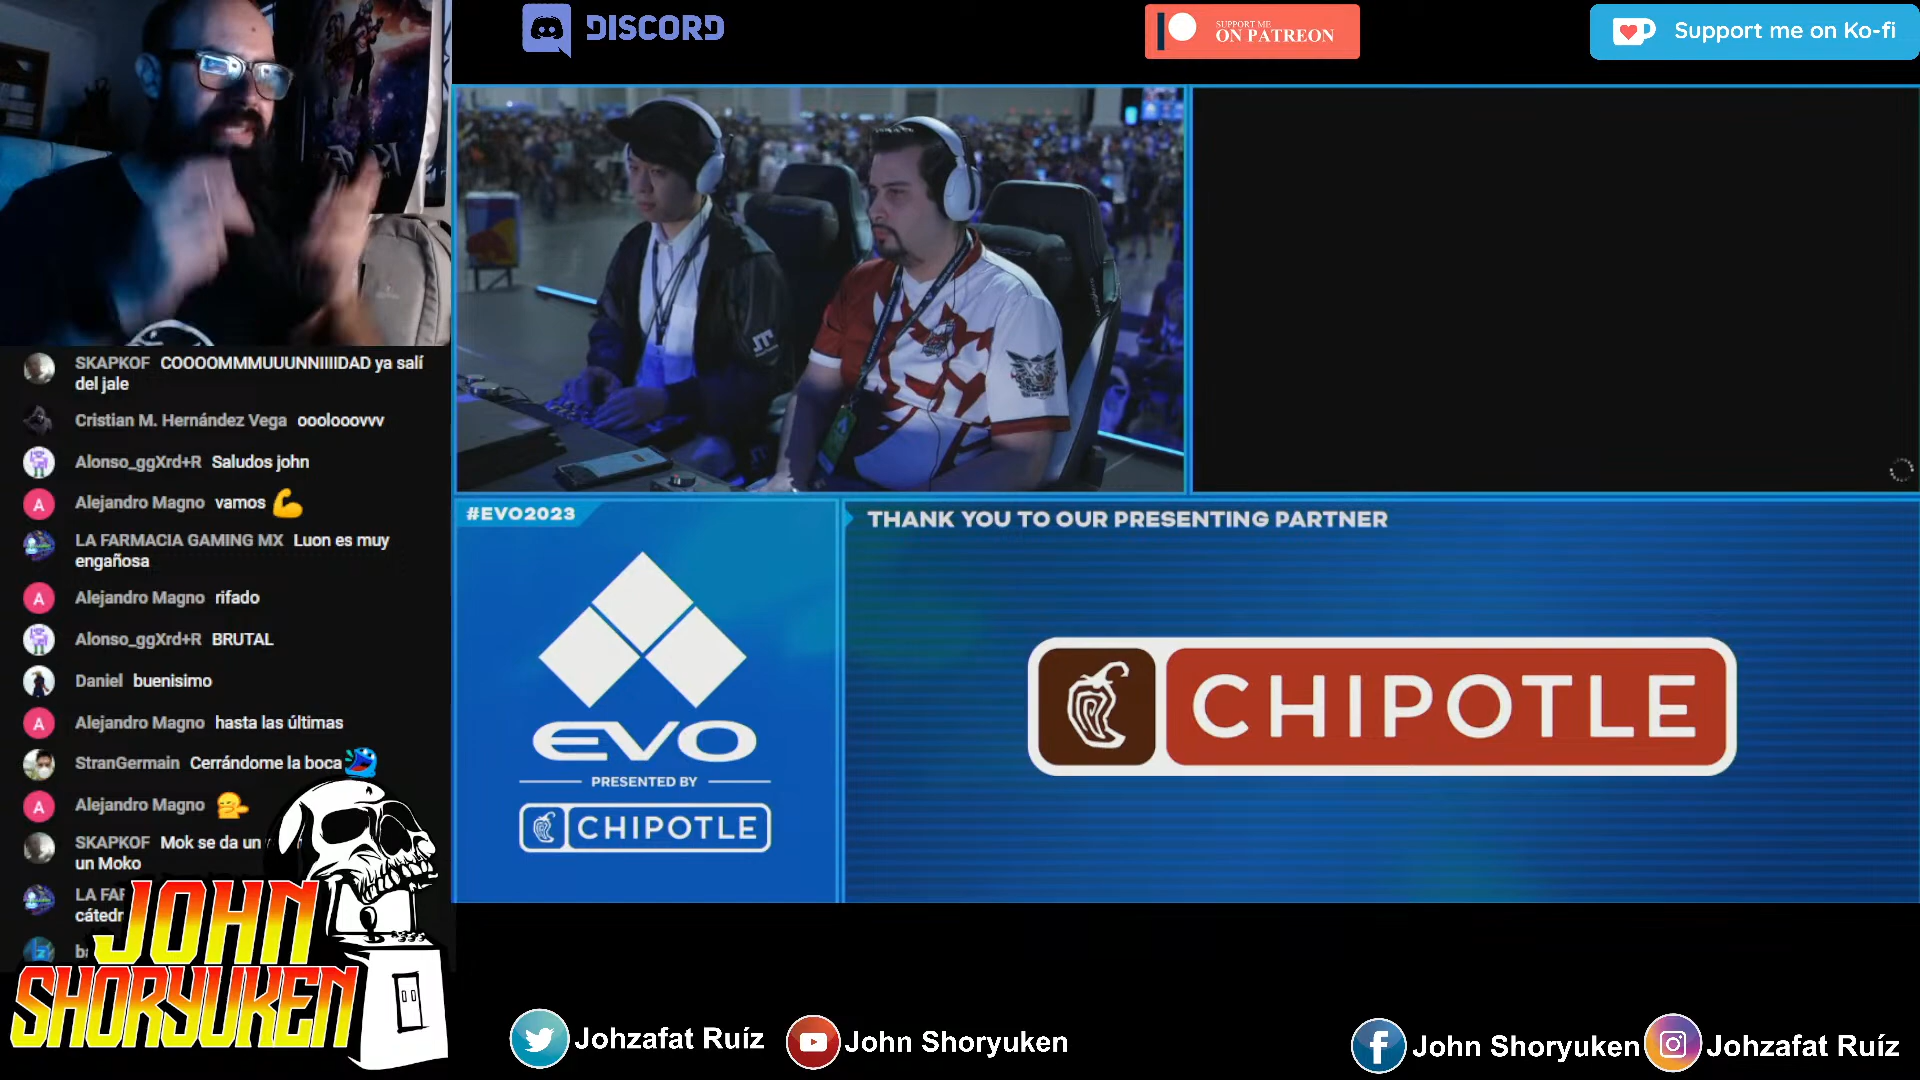 DISCORD
SUPPORT ME
ON PATREON
Support me on Ko-fi
SKAPKOF COOOOMMMUUUNNIIIIDAD ya salí
del jale
Cristian M. Hernández Vega ooolooovvv
Alonso_ggXrd+R Saludos john
A Alejandro Magno vamos
LA FARMACIA GAMING MX Luon es muy
engañosa
A Alejandro Magno rifado
Alonso_ggXrd+R BRUTAL
Daniel buenisimo
A Alejandro Magno hasta las últimas
StranGermain Cerrándome la boca
A Alejandro Magno
SKAPKOF Mok se da un
un Moko
LA FAR
cátedr
JOHN
SHORYUKEN
#EVO2023
EVO
PRESENTED BY
CHIPOTLE
THANK YOU TO OUR PRESENTING PARTNER
CHIPOTLE
Johzafat Ruíz
John Shoryuken
John Shoryuken
Johzafat Ruíz